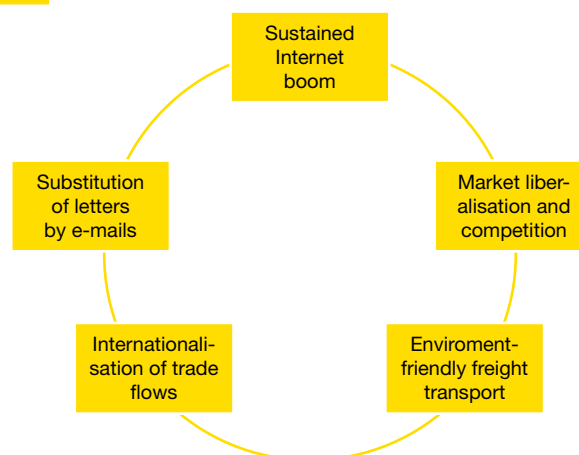 Sustained
Internet
boom
Substitution
of letters
by e-mails
Market liber-
alisation and
competition
Internationali-
sation of trade
flows
Enviroment-
friendly freight
transport